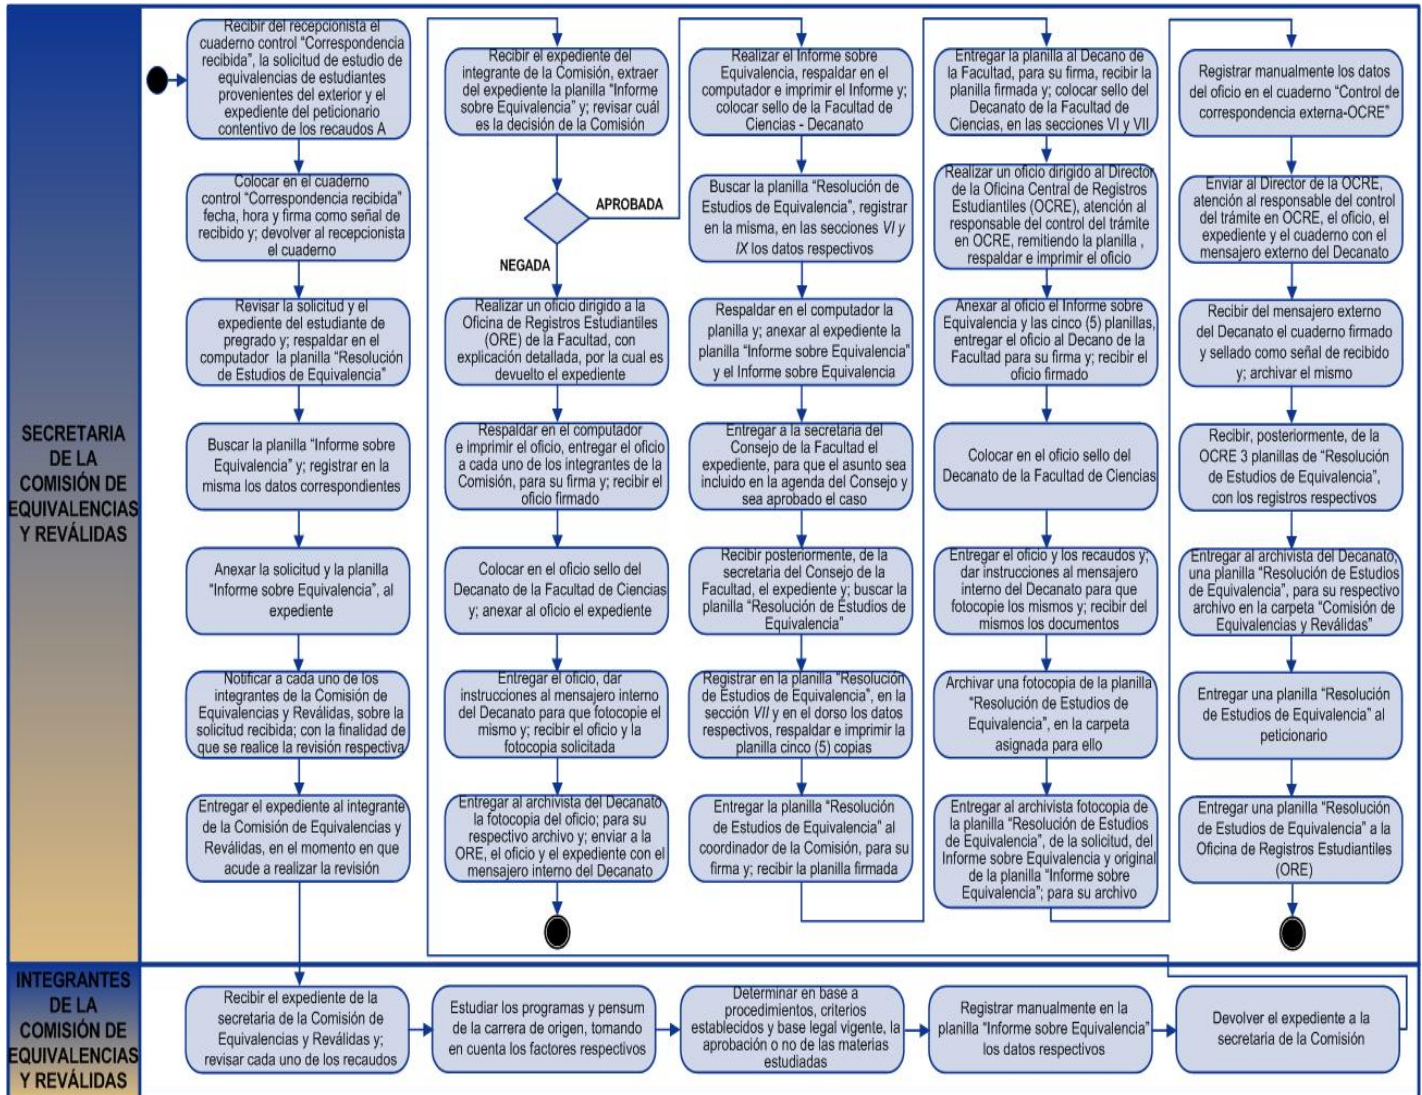 SECRETARIA
DE LA
COMISIÓN DE
EQUIVALENCIAS
Y REVÁLIDAS
Recibir del recepcionista el
cuaderno control "Correspondencia
recibida", la solicitud de estudio de
equivalencias de estudiantes
provenientes del exterior y el
expediente del peticionario
contentivo de los recaudos A
Colocar en el cuaderno
control "Correspondencia recibida"
fecha, hora y firma como señal de
recibido y; devolver al recepcionista
el cuaderno
Revisar la solicitud y el
expediente del estudiante de
pregrado y; respaldar en el
computador la planilla "Resolución
de Estudios de Equivalencia"
Buscar la planilla "Informe sobre
Equivalencia" y; registrar en la
misma los datos correspondientes
Anexar la solicitud y la planilla
"Informe sobre Equivalencia", al
expediente
Notificar a cada uno de los
integrantes de la Comisión de
Equivalencias y Reválidas, sobre la
solicitud recibida; con la finalidad de
que se realice la revisión respectiva
Entregar el expediente al integrante
de la Comisión de Equivalencias y
Reválidas, en el momento en que
acude a realizar la revisión
Recibir el expediente del
integrante de la Comisión, extraer
del expediente la planilla "Informe
sobre Equivalencia" y; revisar cuál
es la decisión de la Comisión
APROBADA
NEGADA
Realizar un oficio dirigido a la
Oficina de Registros Estudiantiles
(ORE) de la Facultad, con
explicación detallada, por la cual es
devuelto el expediente
Respaldar en el computador
e imprimir el oficio, entregar el oficio
a cada uno de los integrantes de la
Comisión, para su firma y; recibir el
oficio firmado
Colocar en el oficio sello del
Decanato de la Facultad de Ciencias
y; anexar al oficio el expediente
Entregar el oficio, dar
instrucciones al mensajero interno
del Decanato para que fotocopie el
mismo y; recibir el oficio y la
fotocopia solicitada
Entregar al archivista del Decanato
la fotocopia del oficio; para su
respectivo archivo y; enviar a la
ORE, el oficio y el expediente con el
mensajero interno del Decanato
Realizar el Informe sobre
Equivalencia, respaldar en el
computador e imprimir el Informe y;
colocar sello de la Facultad de
Ciencias - Decanato
Buscar la planilla "Resolución de
Estudios de Equivalencia", registrar
en la misma, en las secciones VI y
IX los datos respectivos
Respaldar en el computador
la planilla y; anexar al expediente la
planilla "Informe sobre Equivalencia"
y el Informe sobre Equivalencia
Entregar a la secretaria del
Consejo de la Facultad el
expediente, para que el asunto sea
incluido en la agenda del Consejo y
sea aprobado el caso
Recibir posteriormente, de la
secretaria del Consejo de la
Facultad, el expediente y; buscar la
planilla "Resolución de Estudios de
Equivalencia"
Registrar en la planilla "Resolución
de Estudios de Equivalencia", en la
sección VII y en el dorso los datos
respectivos, respaldar e imprimir la
planilla cinco (5) copias
Entregar la planilla "Resolución
de Estudios de Equivalencia" al
coordinador de la Comisión, para su
firma y; recibir la planilla firmada
Entregar la planilla al Decano de
la Facultad, para su firma, recibir la
planilla firmada y; colocar sello del
Decanato de la Facultad de
Ciencias, en las secciones VI y VII
Realizar un oficio dirigido al Director
de la Oficina Central de Registros
Estudiantiles (OCRE), atención al
responsable del control del trámite
en OCRE, remitiendo la planilla ,
respaldar e imprimir el oficio
Anexar al oficio el Informe sobre
Equivalencia y las cinco (5) planillas,
entregar el oficio al Decano de la
Facultad para su firma y; recibir el
oficio firmado
Colocar en el oficio sello del
Decanato de la Facultad de Ciencias
Entregar el oficio y los recaudos y;
dar instrucciones al mensajero
interno del Decanato para que
fotocopie los mismos y; recibir del
mismos los documentos
Archivar una fotocopia de la planilla
"Resolución de Estudios de
Equivalencia", en la carpeta
asignada para ello
Entregar al archivista fotocopia de
la planilla "Resolución de Estudios
de Equivalencia", de la solicitud, del
Informe sobre Equivalencia y original
de la planilla "Informe sobre
Equivalencia"; para su archivo
Registrar manualmente los datos
del oficio en el cuaderno "Control de
correspondencia externa-OCRE"
Enviar al Director de la OCRE,
atención al responsable del control
del trámite en OCRE, el oficio, el
expediente y el cuaderno con el
mensajero externo del Decanato
Recibir del mensajero externo
del Decanato el cuaderno firmado
y sellado como señal de recibido
y; archivar el mismo
Recibir, posteriormente, de la
OCRE 3 planillas de "Resolución
de Estudios de Equivalencia",
con los registros respectivos
Entregar al archivista del Decanato,
una planilla "Resolución de Estudios
de Equivalencia", para su respectivo
archivo en la carpeta "Comisión de
Equivalencias y Reválidas"
Entregar una planilla "Resolución
de Estudios de Equivalencia" al
peticionario
Entregar una planilla "Resolución
de Estudios de Equivalencia" a la
Oficina de Registros Estudiantiles
(ORE)
INTEGRANTES
DE LA
COMISIÓN DE
EQUIVALENCIAS
Y REVÁLIDAS
Recibir el expediente de la
secretaria de la Comisión de
Equivalencias y Reválidas y;
revisar cada uno de los recaudos
Estudiar los programas y pensum
de la carrera de origen, tomando
en cuenta los factores respectivos
Determinar en base a
procedimientos, criterios
establecidos y base legal vigente, la
aprobación o no de las materias
estudiadas
Registrar manualmente en la
planilla "Informe sobre Equivalencia"
los datos respectivos
Devolver el expediente a la
secretaria de la Comisión